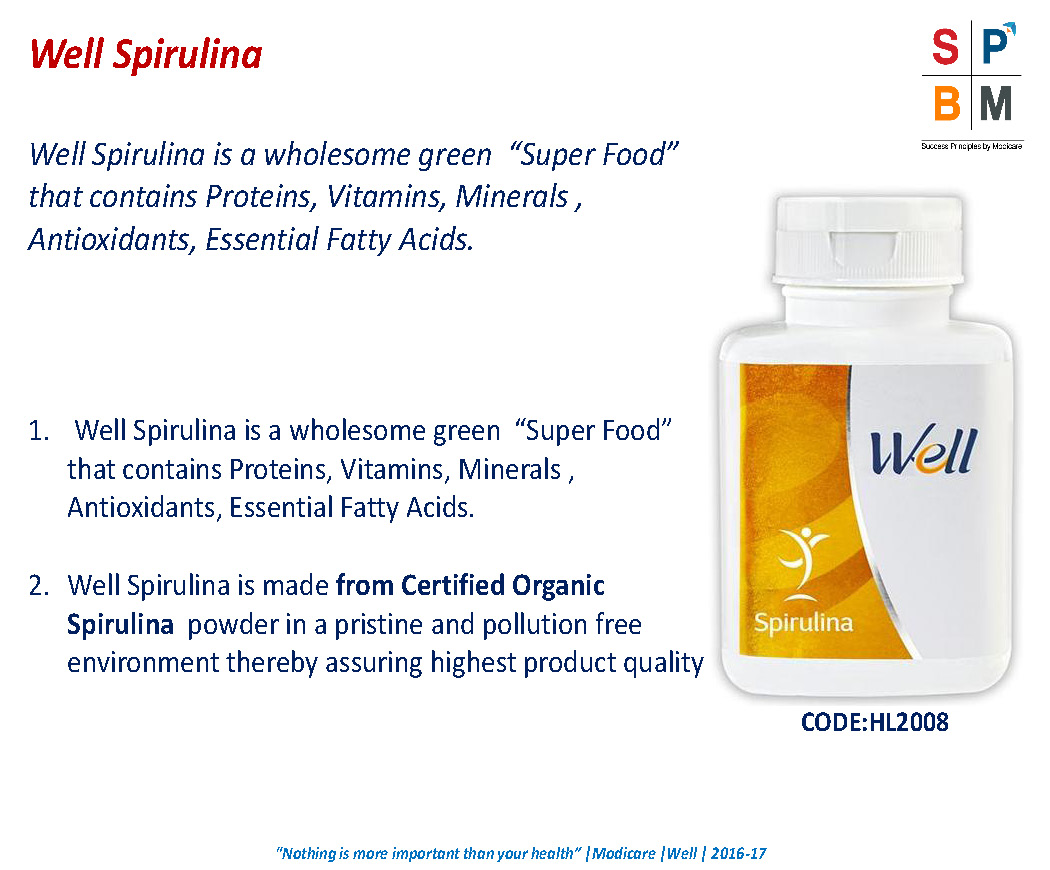 Well Spirulina
S P
B M
Success Principles by Modicare
Well Spirulina is a wholesome green “Super Food”
that contains Proteins, Vitamins, Minerals ,
Antioxidants, Essential Fatty Acids.
1. Well Spirulina is a wholesome green “Super Food”
that contains Proteins, Vitamins, Minerals ,
Antioxidants, Essential Fatty Acids.
2. Well Spirulina is made from Certified Organic
Spirulina powder in a pristine and pollution free
environment thereby assuring highest product quality
Well
Spirulina
CODE:HL2008
“Nothing is more important than your health” |Modicare |Well | 2016-17